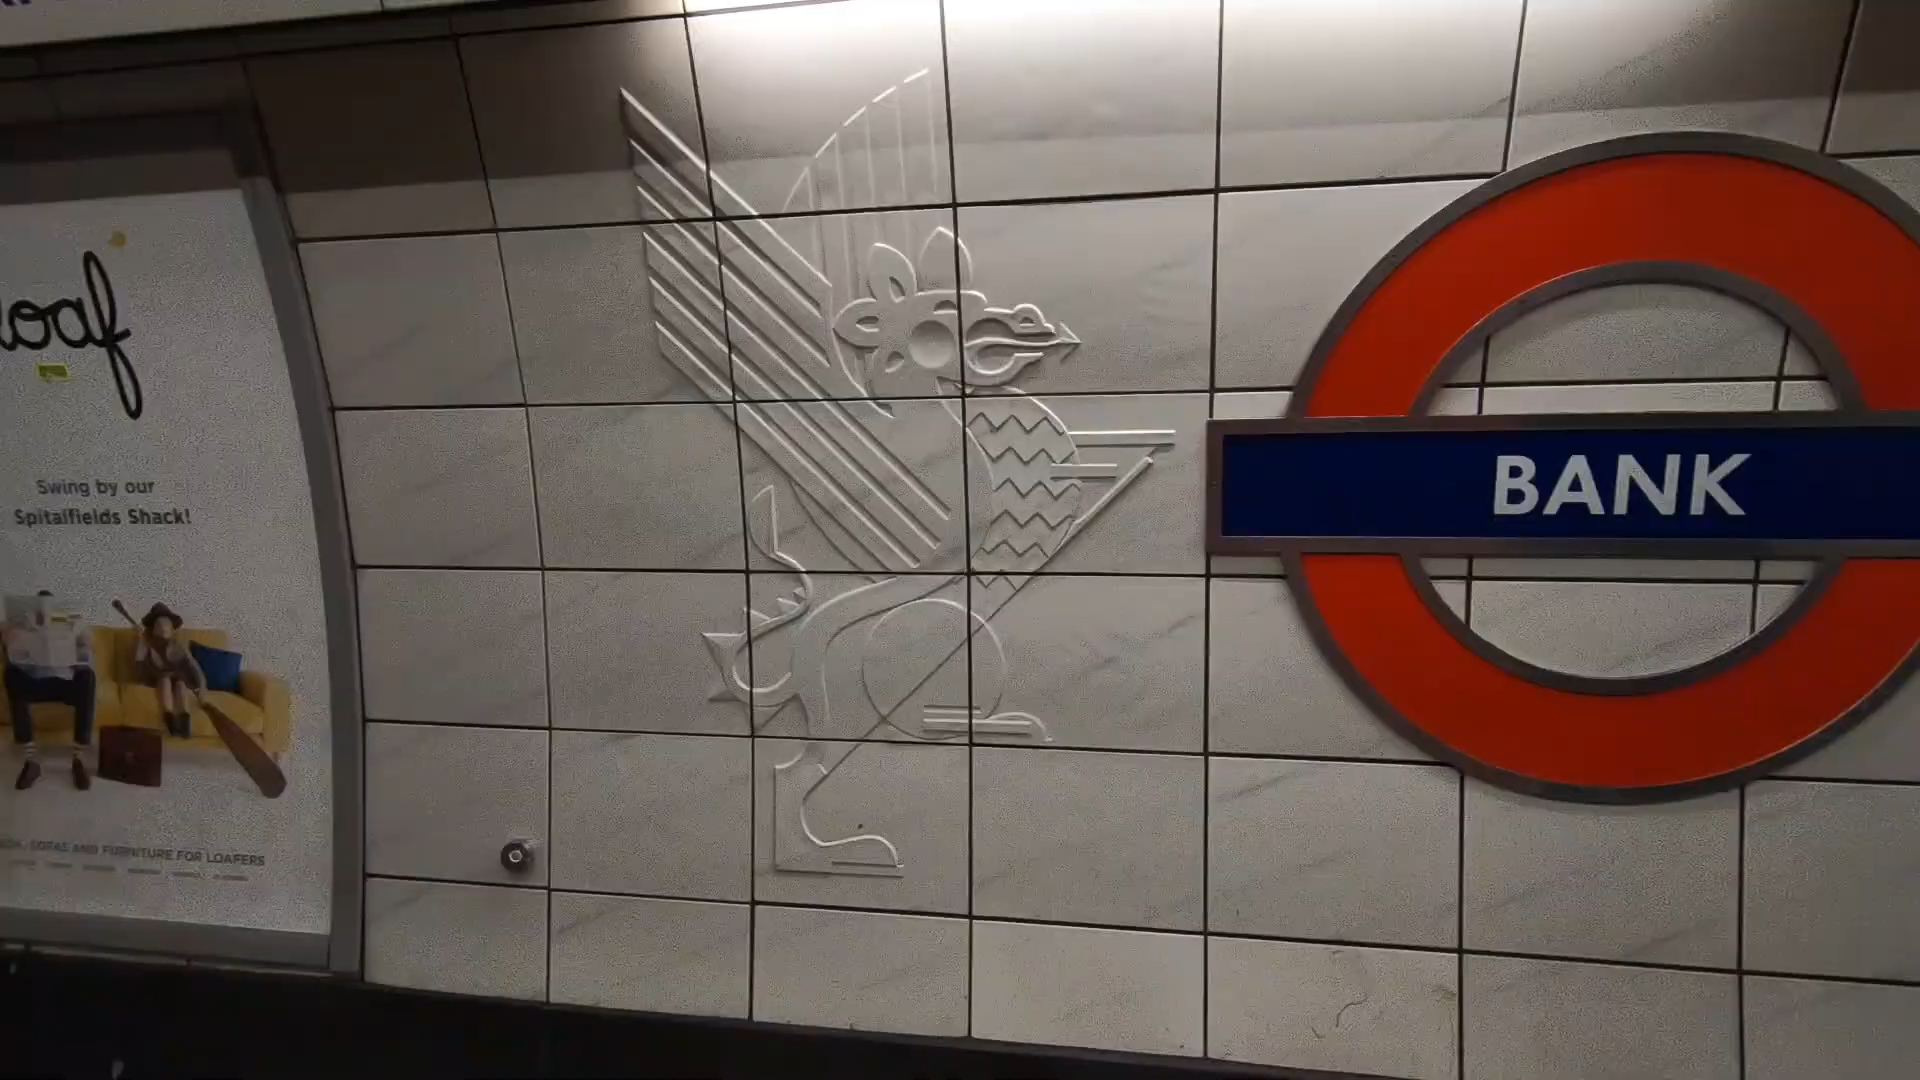 loaf
Swing by our
Spitalfields Shack!
SOFAS AND FURNITURE FOR LOAFERS
BANK